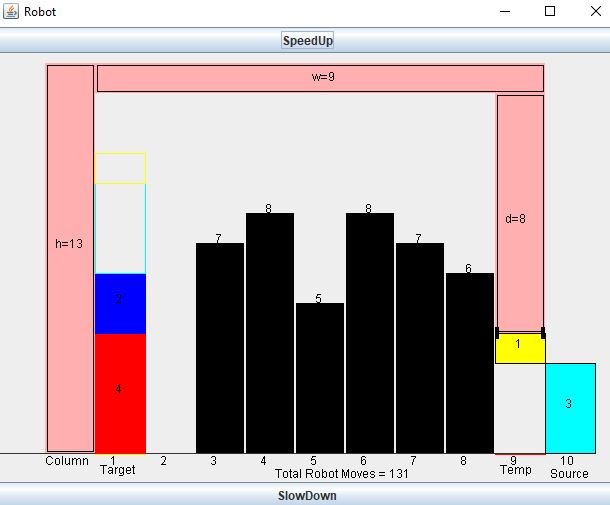 Robot
SpeedUp
w=9
8 8
7 7
d=8
h=13
6
2
5
1
4
3
Column 1 2 3 4 5 6 7 8 9 10
Target Total Robot Moves = 131 Temp Source
SlowDown